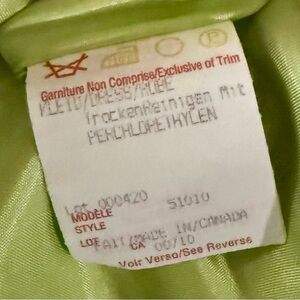 Garniture Non Comprise/Exclusive of Trim
KLEID/DRESS/ROBE
TrockenReinigen Mit
PERCHLORETHYLEN
Lot 000420
MODELE 51010
STYLE
FAIT/MADE IN/CANADA
LOT CA 00/10
Voir Verso/See Reverse